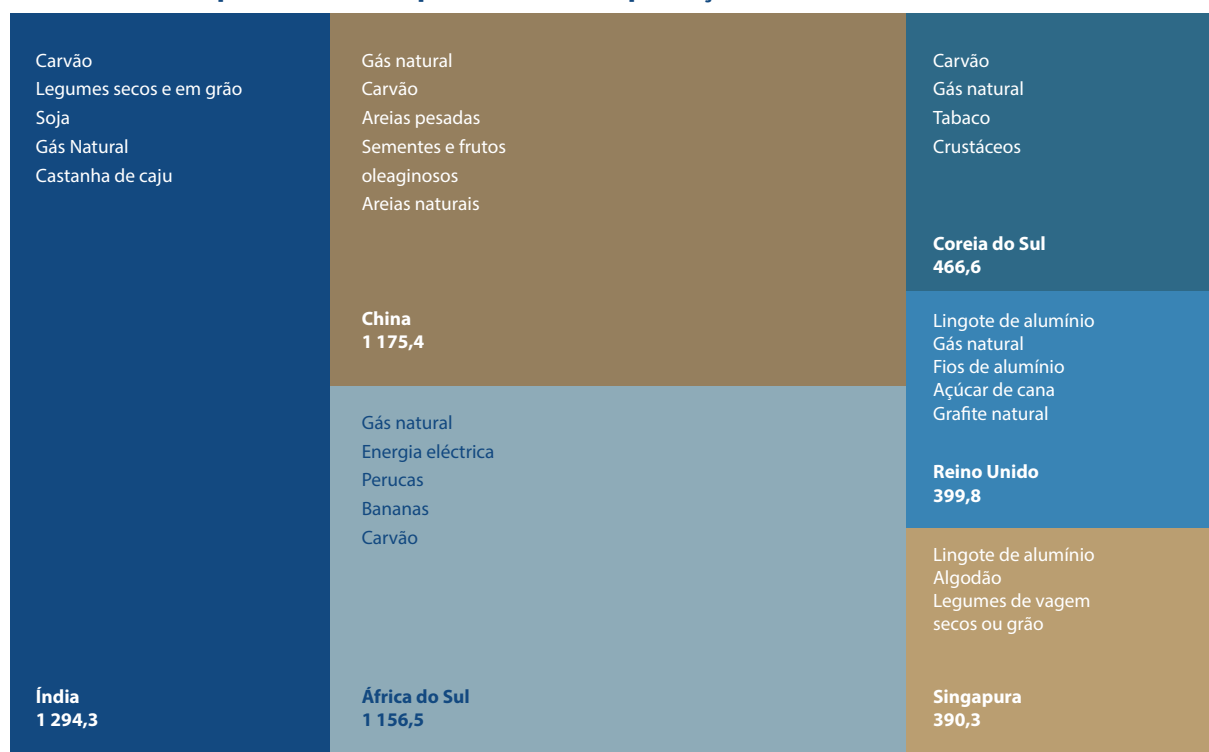 Carvão
Legumes secos e em grão
Soja
Gás Natural
Castanha de caju
Índia
1 294,3
Gás natural
Carvão
Areias pesadas
Sementes e frutos
oleaginosos
Areias naturais
China
1 175,4
Gás natural
Energia eléctrica
Perucas
Bananas
Carvão
África do Sul
1 156,5
Carvão
Gás natural
Tabaco
Crustáceos
Coreia do Sul
466,6
Lingote de alumínio
Gás natural
Fios de alumínio
Açúcar de cana
Grafite natural
Reino Unido
399,8
Lingote de alumínio
Algodão
Legumes de vagem
secos ou grão
Singapura
390,3